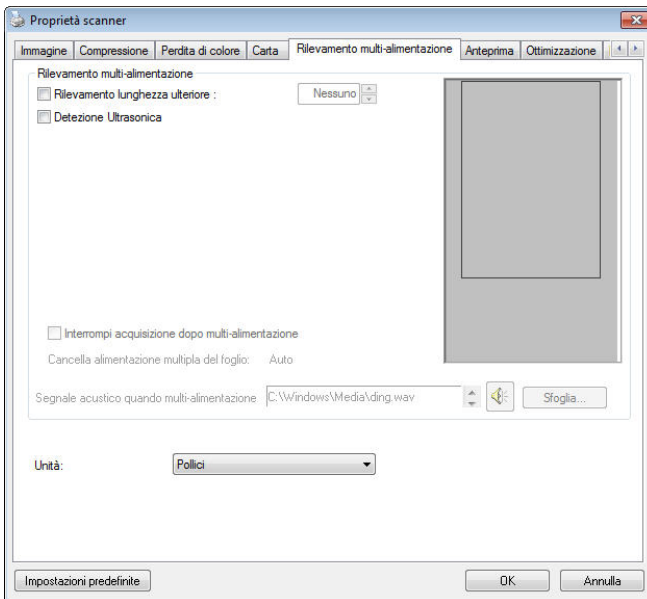 Proprietà scanner
Immagine Compressione Perdita di colore Carta Rilevamento multi-alimentazione Anteprima Ottimizzazione
Rilevamento multi-alimentazione
Rilevamento lunghezza ulteriore : Nessuno
Detezione Ultrasonica
Interrompi acquisizione dopo multi-alimentazione
Cancella alimentazione multipla del foglio: Auto
Segnale acustico quando multi-alimentazione C:\Windows\Media\ding.wav Sfoglia...
Unità: Pollici
Impostazioni predefinite OK Annulla